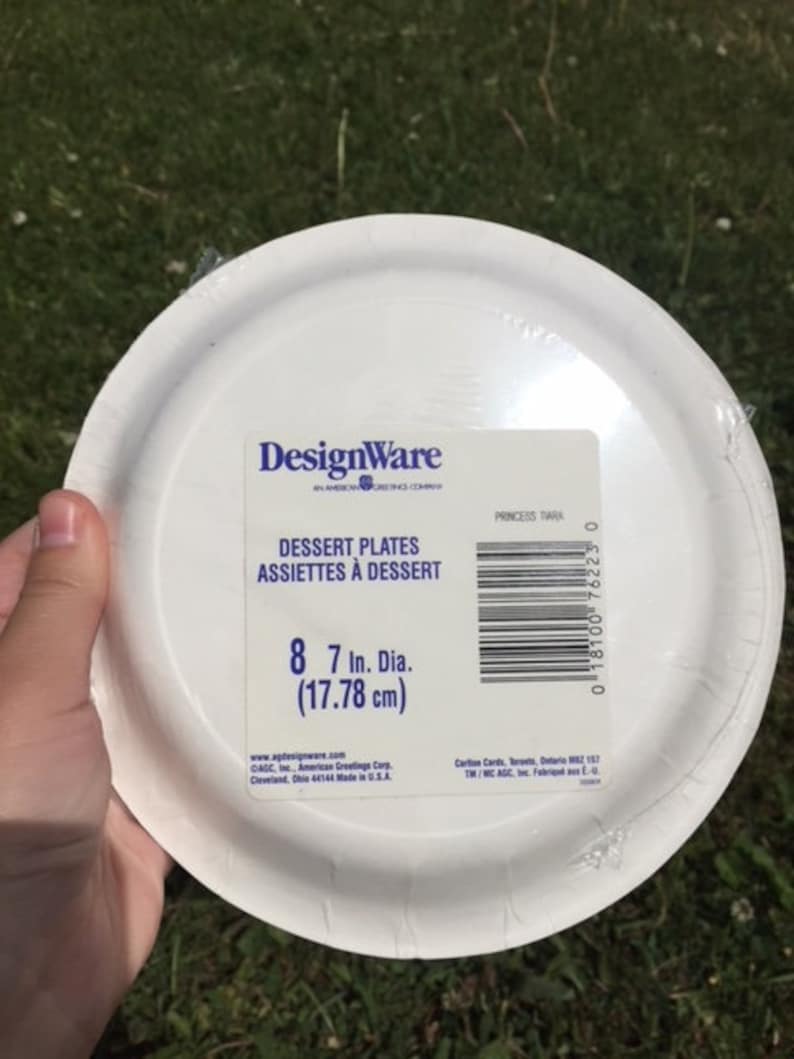 DesignWare
AN AMERICAN GREETINGS COMPANY
PRINCESS TIARA
DESSERT PLATES
ASSIETTES À DESSERT
8 7 In. Dia.
(17.78 cm)
0 18100 76223 0
www.agdesignware.com
©AGC, Inc., American Greetings Corp.
Cleveland, Ohio 44144 Made in U.S.A.
Carlton Cards, Toronto, Ontario M8Z 1S7
TM / MC AGC, Inc. Fabriqué aux É.-U.